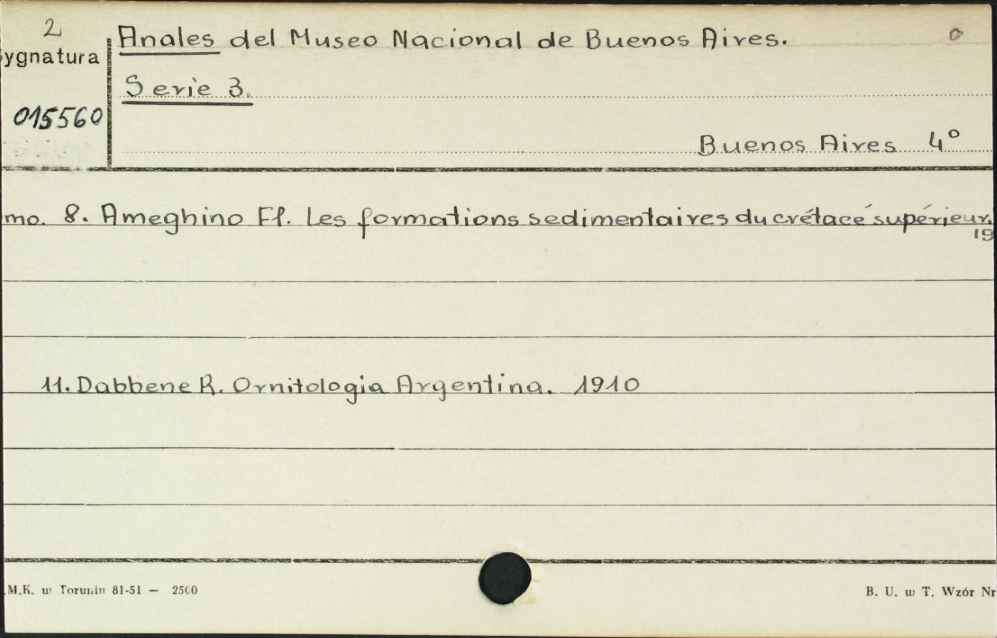 2
ygnatura
015560
Anales del Museo Nacional de Buenos Aires. 0
Serie 3.
Buenos Aires 4°
mo. 8. Ameghino Fl. Les formations sedimentaires du crétacé supérieur.
19
11. Dabbene R. Ornitologia Argentina. 1910
.M.K. w Toruniu 81-51 — 2500
B. U. w T. Wzór Nr